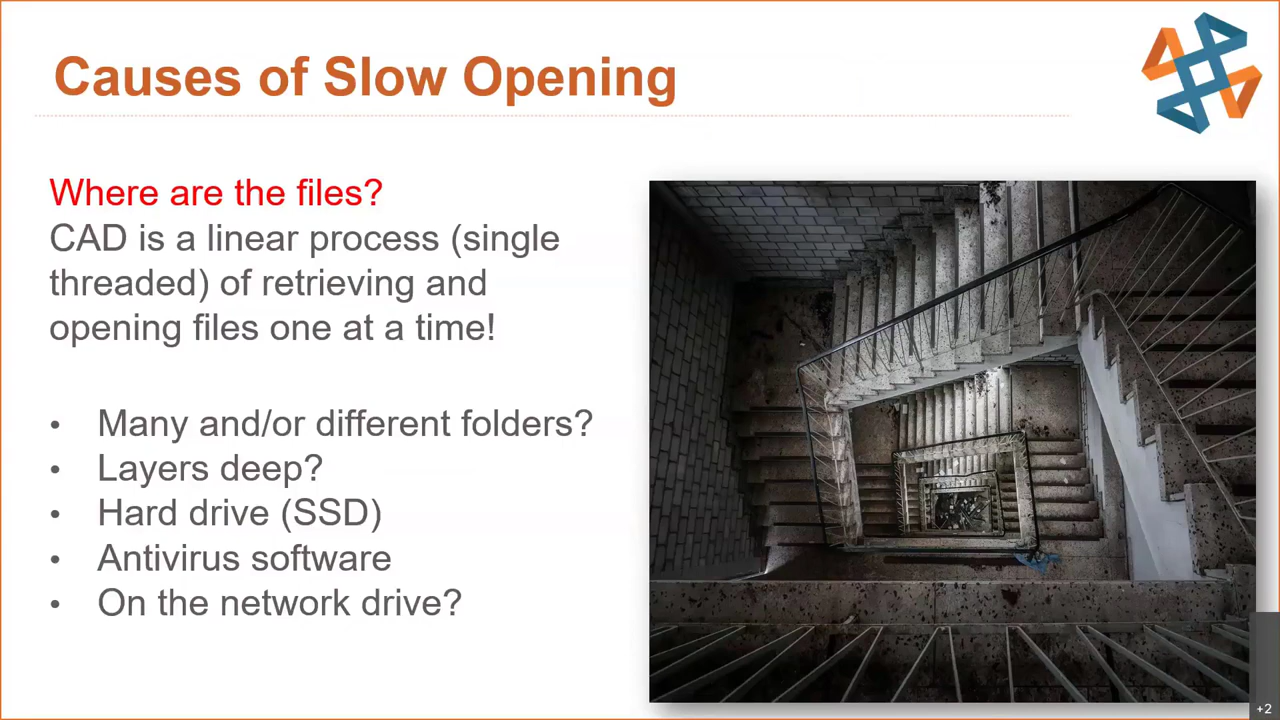 Causes of Slow Opening
Where are the files?
CAD is a linear process (single
threaded) of retrieving and
opening files one at a time!
• Many and/or different folders?
• Layers deep?
• Hard drive (SSD)
• Antivirus software
• On the network drive?
+2